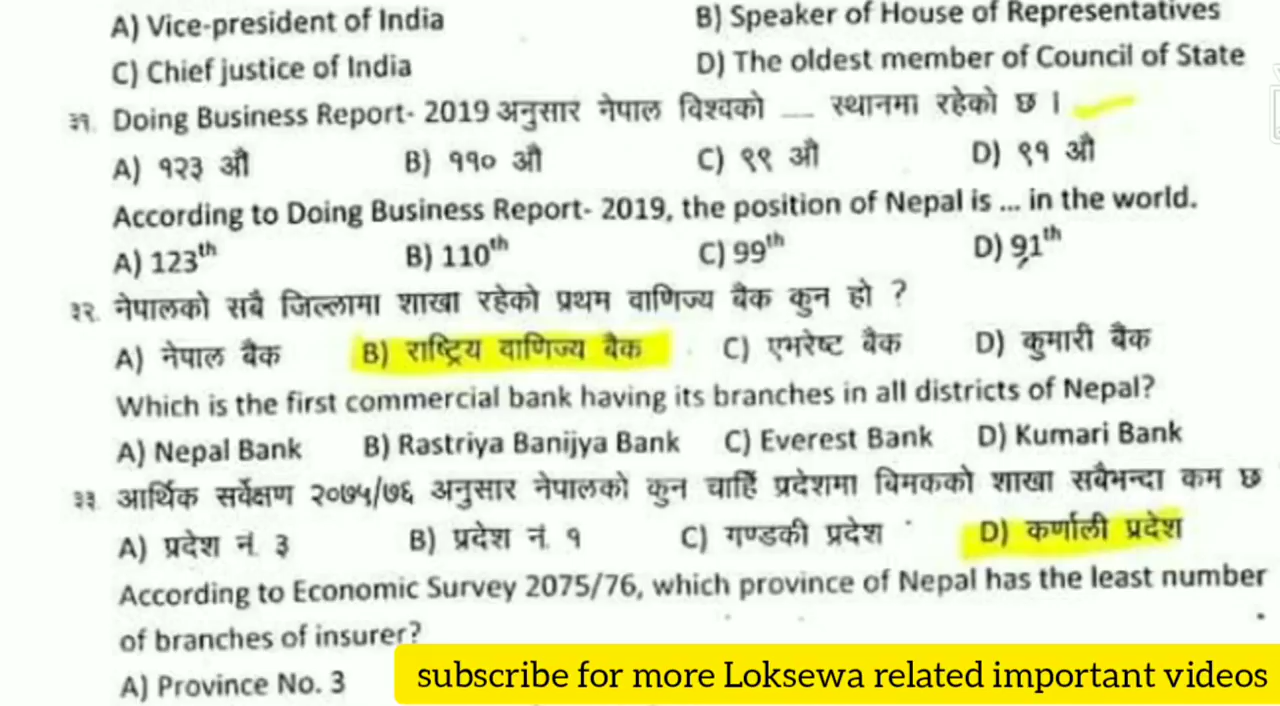 A) Vice-president of India B) Speaker of House of Representatives
C) Chief justice of India D) The oldest member of Council of State
३१. Doing Business Report- 2019 अनुसार नेपाल विश्वको __ स्थानमा रहेको छ ।
A) १२३ औ B) ११० औ C) ९९ औ D) ९१ औ
According to Doing Business Report- 2019, the position of Nepal is ... in the world.
A) 123th B) 110th C) 99th D) 91th
३२. नेपालको सबै जिल्लामा शाखा रहेको प्रथम वाणिज्य बैक कुन हो ?
A) नेपाल बैक B) राष्ट्रिय वाणिज्य बैक C) एभरेष्ट बैक D) कुमारी बैक
Which is the first commercial bank having its branches in all districts of Nepal?
A) Nepal Bank B) Rastriya Banijya Bank C) Everest Bank D) Kumari Bank
३३. आर्थिक सर्वेक्षण २०७५/७६ अनुसार नेपालको कुन चाहिँ प्रदेशमा बिमकको शाखा सबैभन्दा कम छ
A) प्रदेश नं. ३ B) प्रदेश नं. १ C) गण्डकी प्रदेश D) कर्णाली प्रदेश
According to Economic Survey 2075/76, which province of Nepal has the least number
of branches of insurer?
A) Province No. 3
subscribe for more Loksewa related important videos